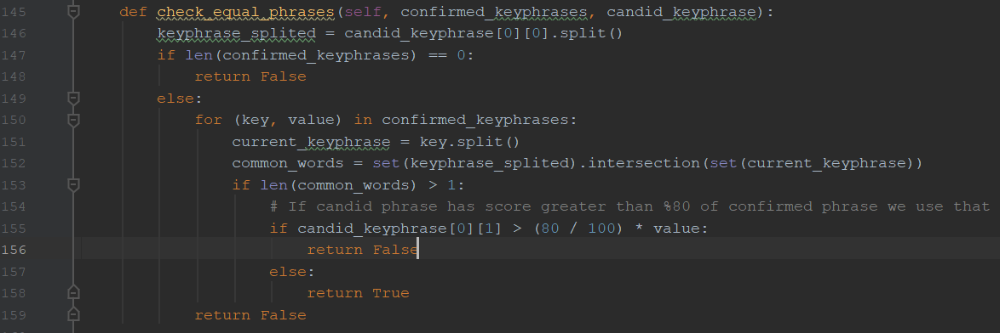 145 def check_equal_phrases(self, confirmed_keyphrases, candid_keyphrase):
146 keyphrase_splited = candid_keyphrase[0][0].split()
147 if len(confirmed_keyphrases) == 0:
148 return False
149 else:
150 for (key, value) in confirmed_keyphrases:
151 current_keyphrase = key.split()
152 common_words = set(keyphrase_splited).intersection(set(current_keyphrase))
153 if len(common_words) > 1:
154 # If candid phrase has score greater than %80 of confirmed phrase we use that
155 if candid_keyphrase[0][1] > (80 / 100) * value:
156 return False
157 else:
158 return True
159 return False